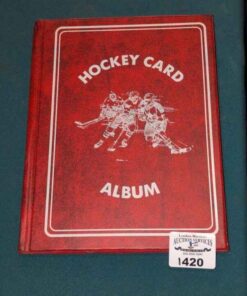 HOCKEY CARD
ALBUM
AUCTION SERVICES
1420